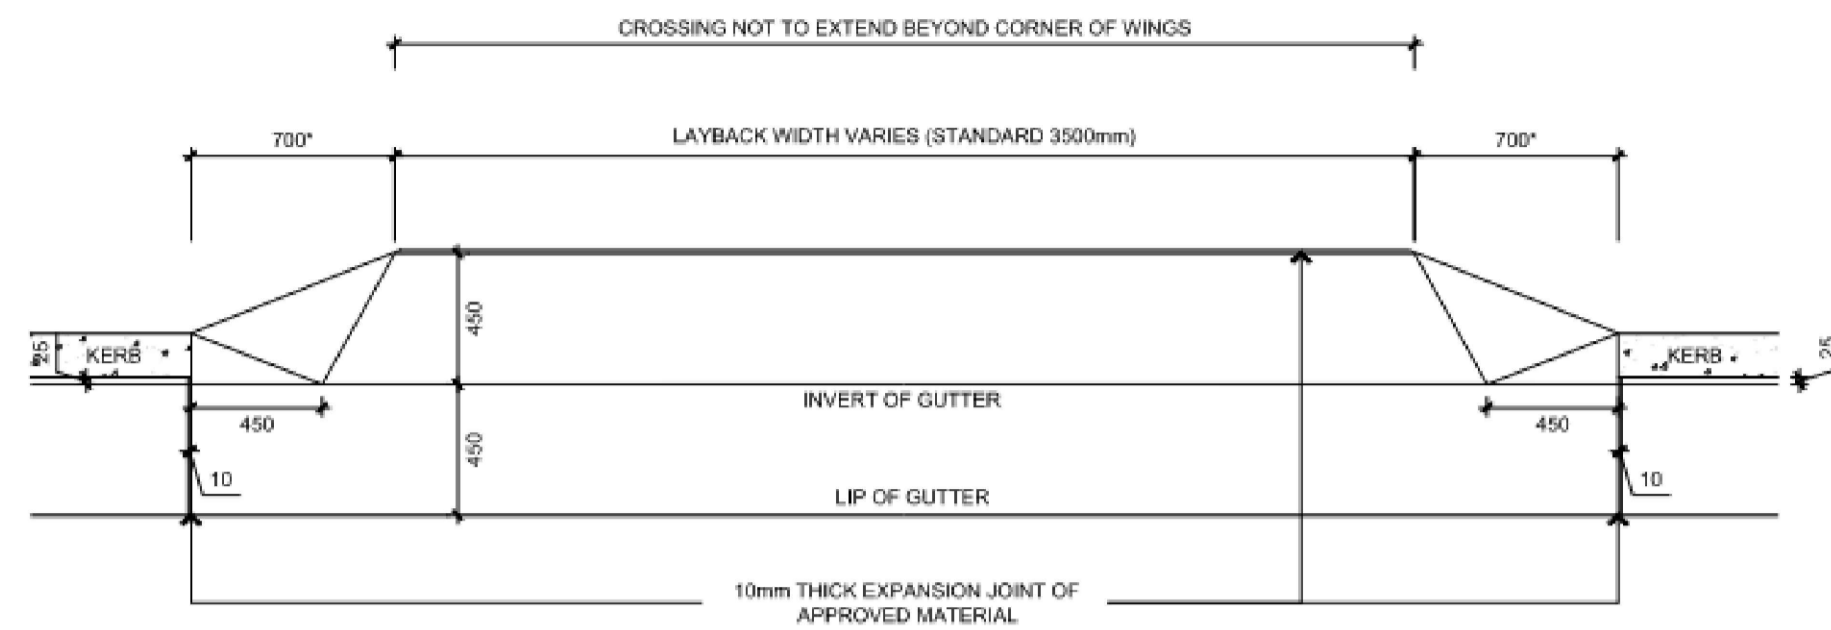 CROSSING NOT TO EXTEND BEYOND CORNER OF WINGS
700*
LAYBACK WIDTH VARIES (STANDARD 3500mm)
700*
450
25
KERB
KERB
25
INVERT OF GUTTER
450
450
450
10
10
LIP OF GUTTER
10mm THICK EXPANSION JOINT OF
APPROVED MATERIAL